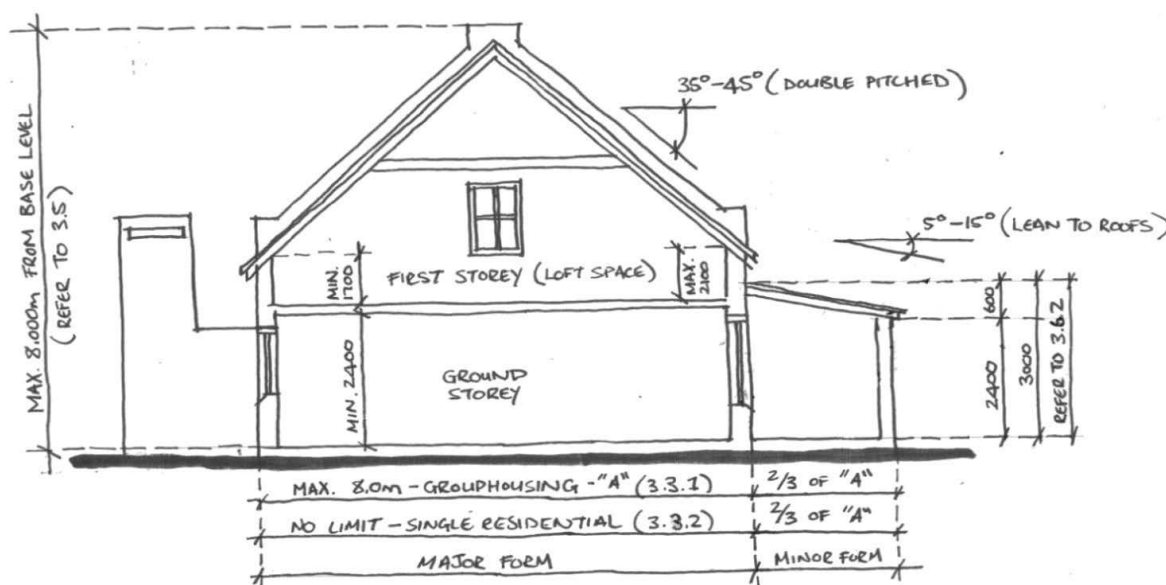 MAX. 8.000m FROM BASE LEVEL
(REFER TO 3.5)
35°-45° (DOUBLE PITCHED)
5°-15° (LEAN TO ROOFS)
MIN.
1700
FIRST STOREY (LOFT SPACE)
MAX.
2100
MIN. 2400
GROUND
STOREY
600
2400
3000
REFER TO 3.6.2
MAX. 8.0m - GROUPHOUSING - "A" (3.3.1)
2/3 OF "A"
NO LIMIT - SINGLE RESIDENTIAL (3.3.2)
2/3 OF "A"
MAJOR FORM
MINOR FORM